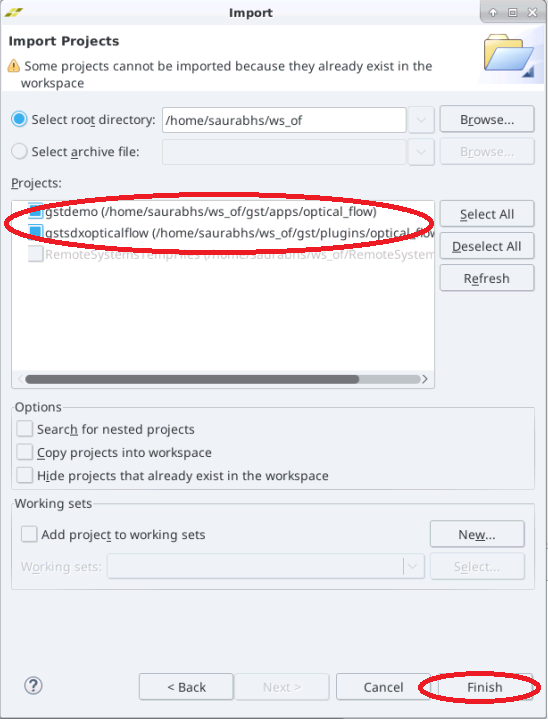 Import
Import Projects
Some projects cannot be imported because they already exist in the
workspace
Select root directory: /home/saurabhs/ws_of Browse...
Select archive file: Browse...
Projects:
gstdemo (/home/saurabhs/ws_of/gst/apps/optical_flow)
gstsdxopticalflow (/home/saurabhs/ws_of/gst/plugins/optical_flow
RemoteSystemsTempFiles (/home/saurabhs/ws_of/RemoteSystem
Select All
Deselect All
Refresh
Options
Search for nested projects
Copy projects into workspace
Hide projects that already exist in the workspace
Working sets
Add project to working sets New...
Working sets: Select...
? < Back Next > Cancel Finish